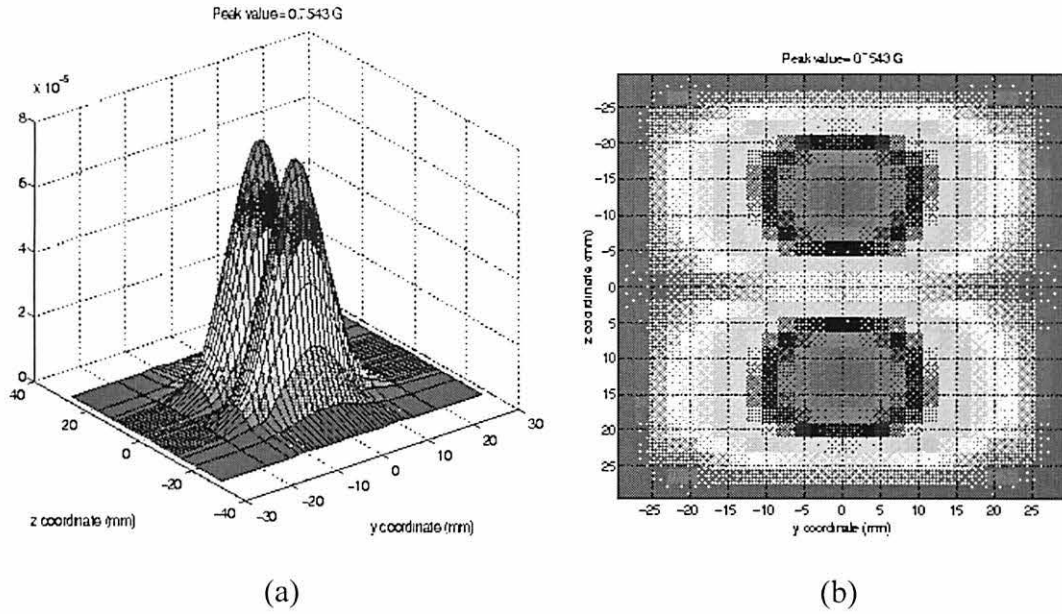 Peak value = 0.7543 G
x 10⁻⁵
8
6
4
2
0
40
20
0
-20
-40
-30
-20
-10
0
10
20
30
z coordinate (mm)
y coordinate (mm)
(a)
Peak value = 0.7543 G
-25
-20
-15
-10
-5
0
5
10
15
20
25
z coordinate (mm)
-25 -20 -15 -10 -5 0 5 10 15 20 25
y coordinate (mm)
(b)